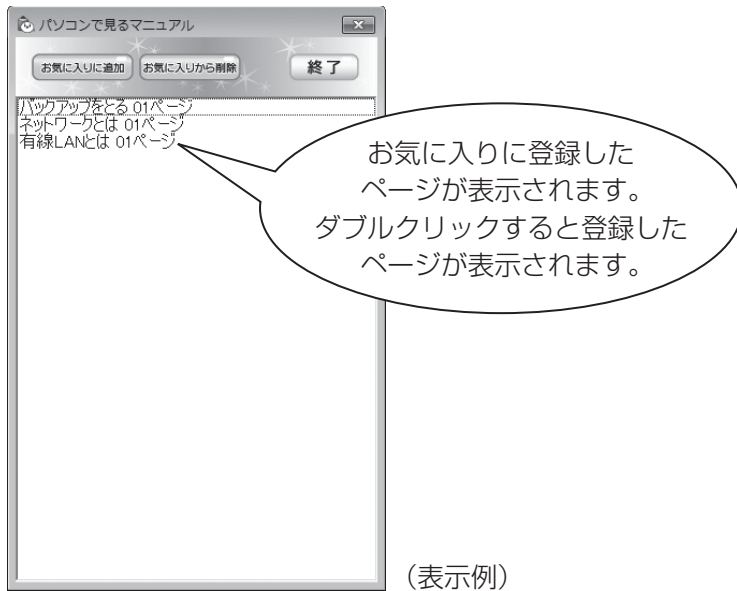 パソコンで見るマニュアル
お気に入りに追加 お気に入りから削除 終了
バックアップをとる 01ページ
ネットワークとは 01ページ
有線LANとは 01ページ
お気に入りに登録した
ページが表示されます。
ダブルクリックすると登録した
ページが表示されます。
（表示例）